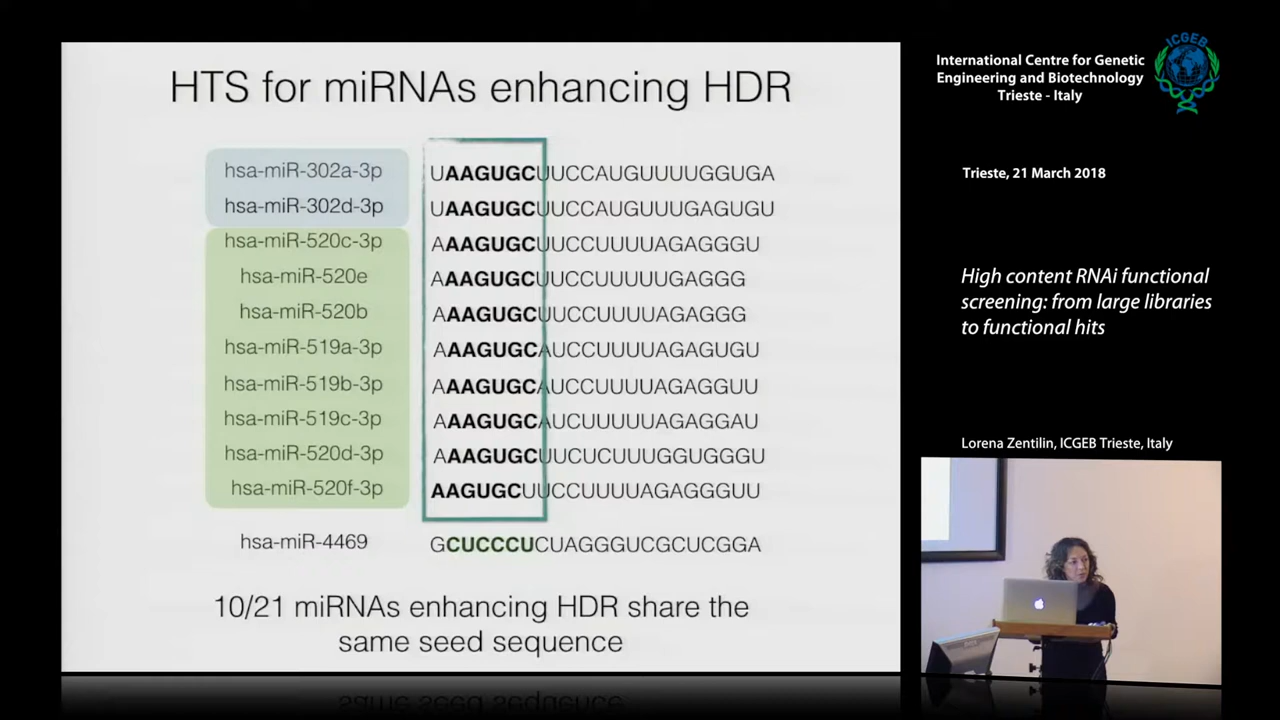 HTS for miRNAs enhancing HDR
hsa-miR-302a-3p UAAGUGCUUCCAUGUUUUGGUGA
hsa-miR-302d-3p UAAGUGCUUCCAUGUUUGAGUGU
hsa-miR-520c-3p AAAGUGCUUCCUUUUAGAGGGU
hsa-miR-520e AAAGUGCUUCCUUUUUGAGGG
hsa-miR-520b AAAGUGCUUCCUUUUAGAGGG
hsa-miR-519a-3p AAAGUGCAUCCUUUUAGAGUGU
hsa-miR-519b-3p AAAGUGCAUCCUUUUAGAGGUU
hsa-miR-519c-3p AAAGUGCAUCUUUUUAGAGGAU
hsa-miR-520d-3p AAAGUGCUUCUCUUUGGUGGGU
hsa-miR-520f-3p AAGUGCUUCCUUUUAGAGGGUU
hsa-miR-4469 GCUCCCUCUAGGGUCGCUCGGA
10/21 miRNAs enhancing HDR share the
same seed sequence
International Centre for Genetic
Engineering and Biotechnology
Trieste - Italy
ICGEB
Trieste, 21 March 2018
High content RNAi functional
screening: from large libraries
to functional hits
Lorena Zentilin, ICGEB Trieste, Italy